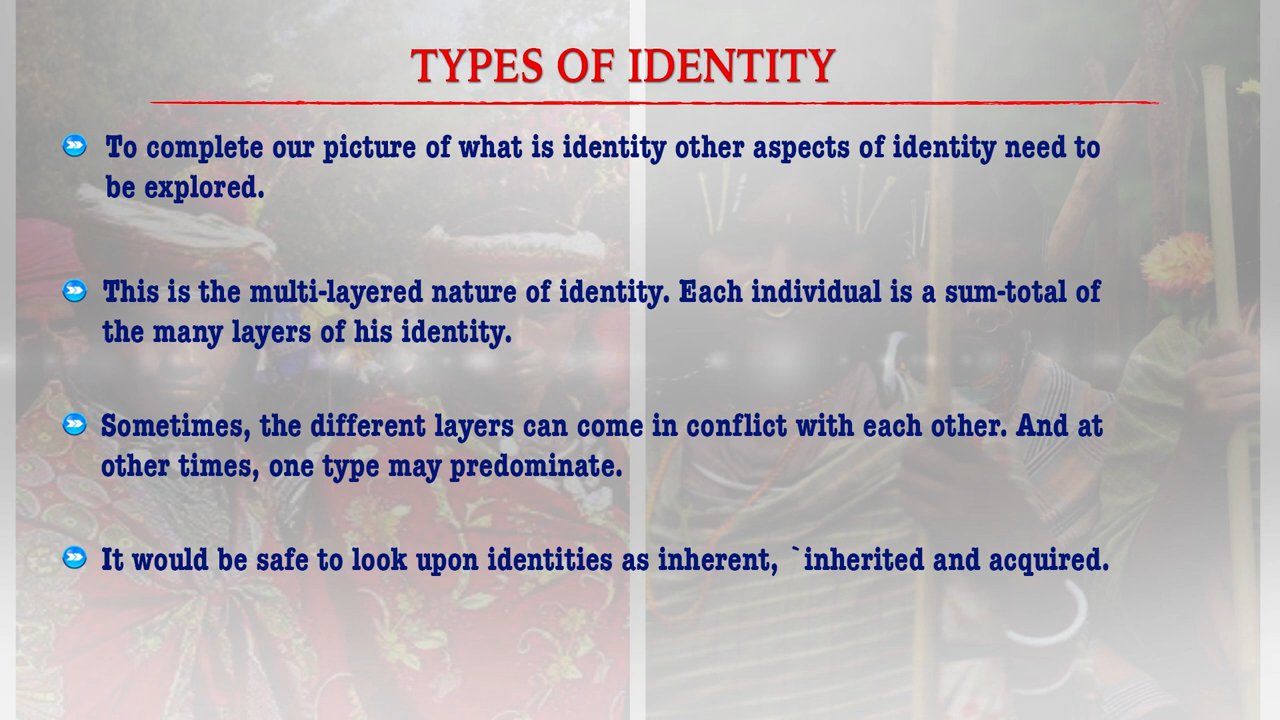 TYPES OF IDENTITY
To complete our picture of what is identity other aspects of identity need to
be explored.
This is the multi-layered nature of identity. Each individual is a sum-total of
the many layers of his identity.
Sometimes, the different layers can come in conflict with each other. And at
other times, one type may predominate.
It would be safe to look upon identities as inherent, `inherited and acquired.